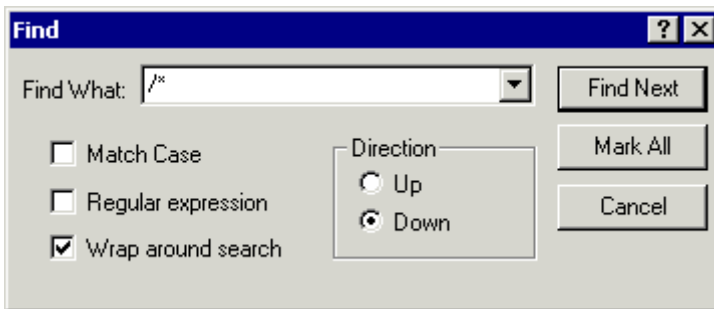 Find
Find What: /*
Find Next
Match Case
Regular expression
Wrap around search
Direction
Up
Down
Mark All
Cancel